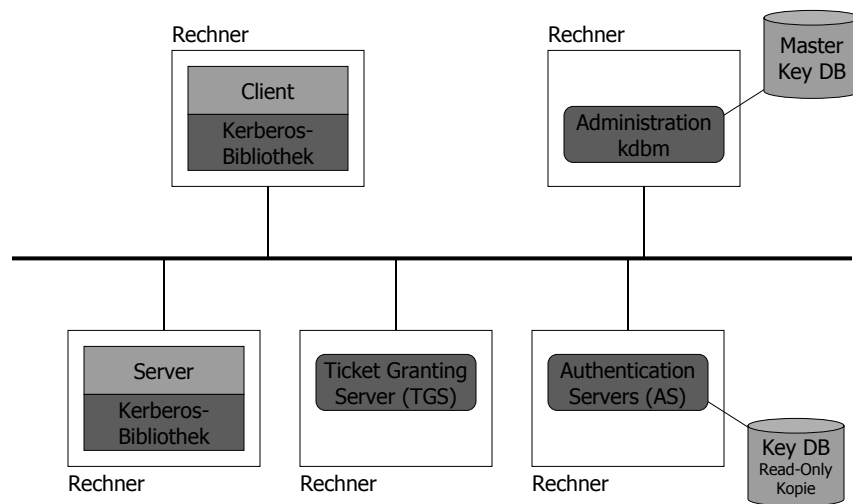 Rechner
Client
Kerberos-
Bibliothek
Rechner
Administration
kdbm
Master
Key DB
Server
Kerberos-
Bibliothek
Rechner
Ticket Granting
Server (TGS)
Rechner
Authentication
Servers (AS)
Rechner
Key DB
Read-Only
Kopie